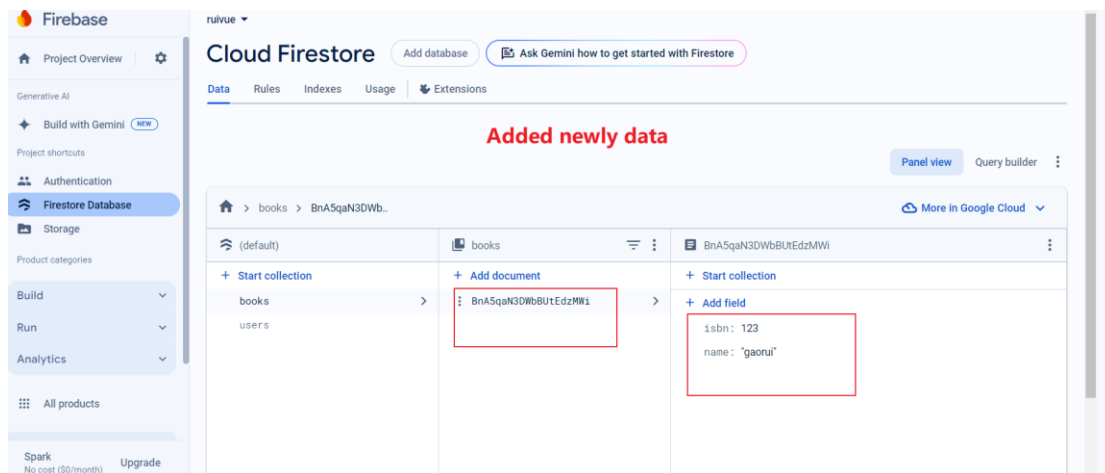 Firebase
ruivue
Project Overview
Generative AI
Build with Gemini NEW
Project shortcuts
Authentication
Firestore Database
Storage
Product categories
Build
Run
Analytics
All products
Spark
No cost ($0/month)
Upgrade
Cloud Firestore
Add database
Ask Gemini how to get started with Firestore
Data Rules Indexes Usage Extensions
Added newly data
Panel view Query builder
books > BnA5qaN3DWb..
More in Google Cloud
(default)
+ Start collection
books >
users
books
+ Add document
BnA5qaN3DWbBUtEdzMWi >
BnA5qaN3DWbBUtEdzMWi
+ Start collection
+ Add field
isbn: 123
name: "gaorui"